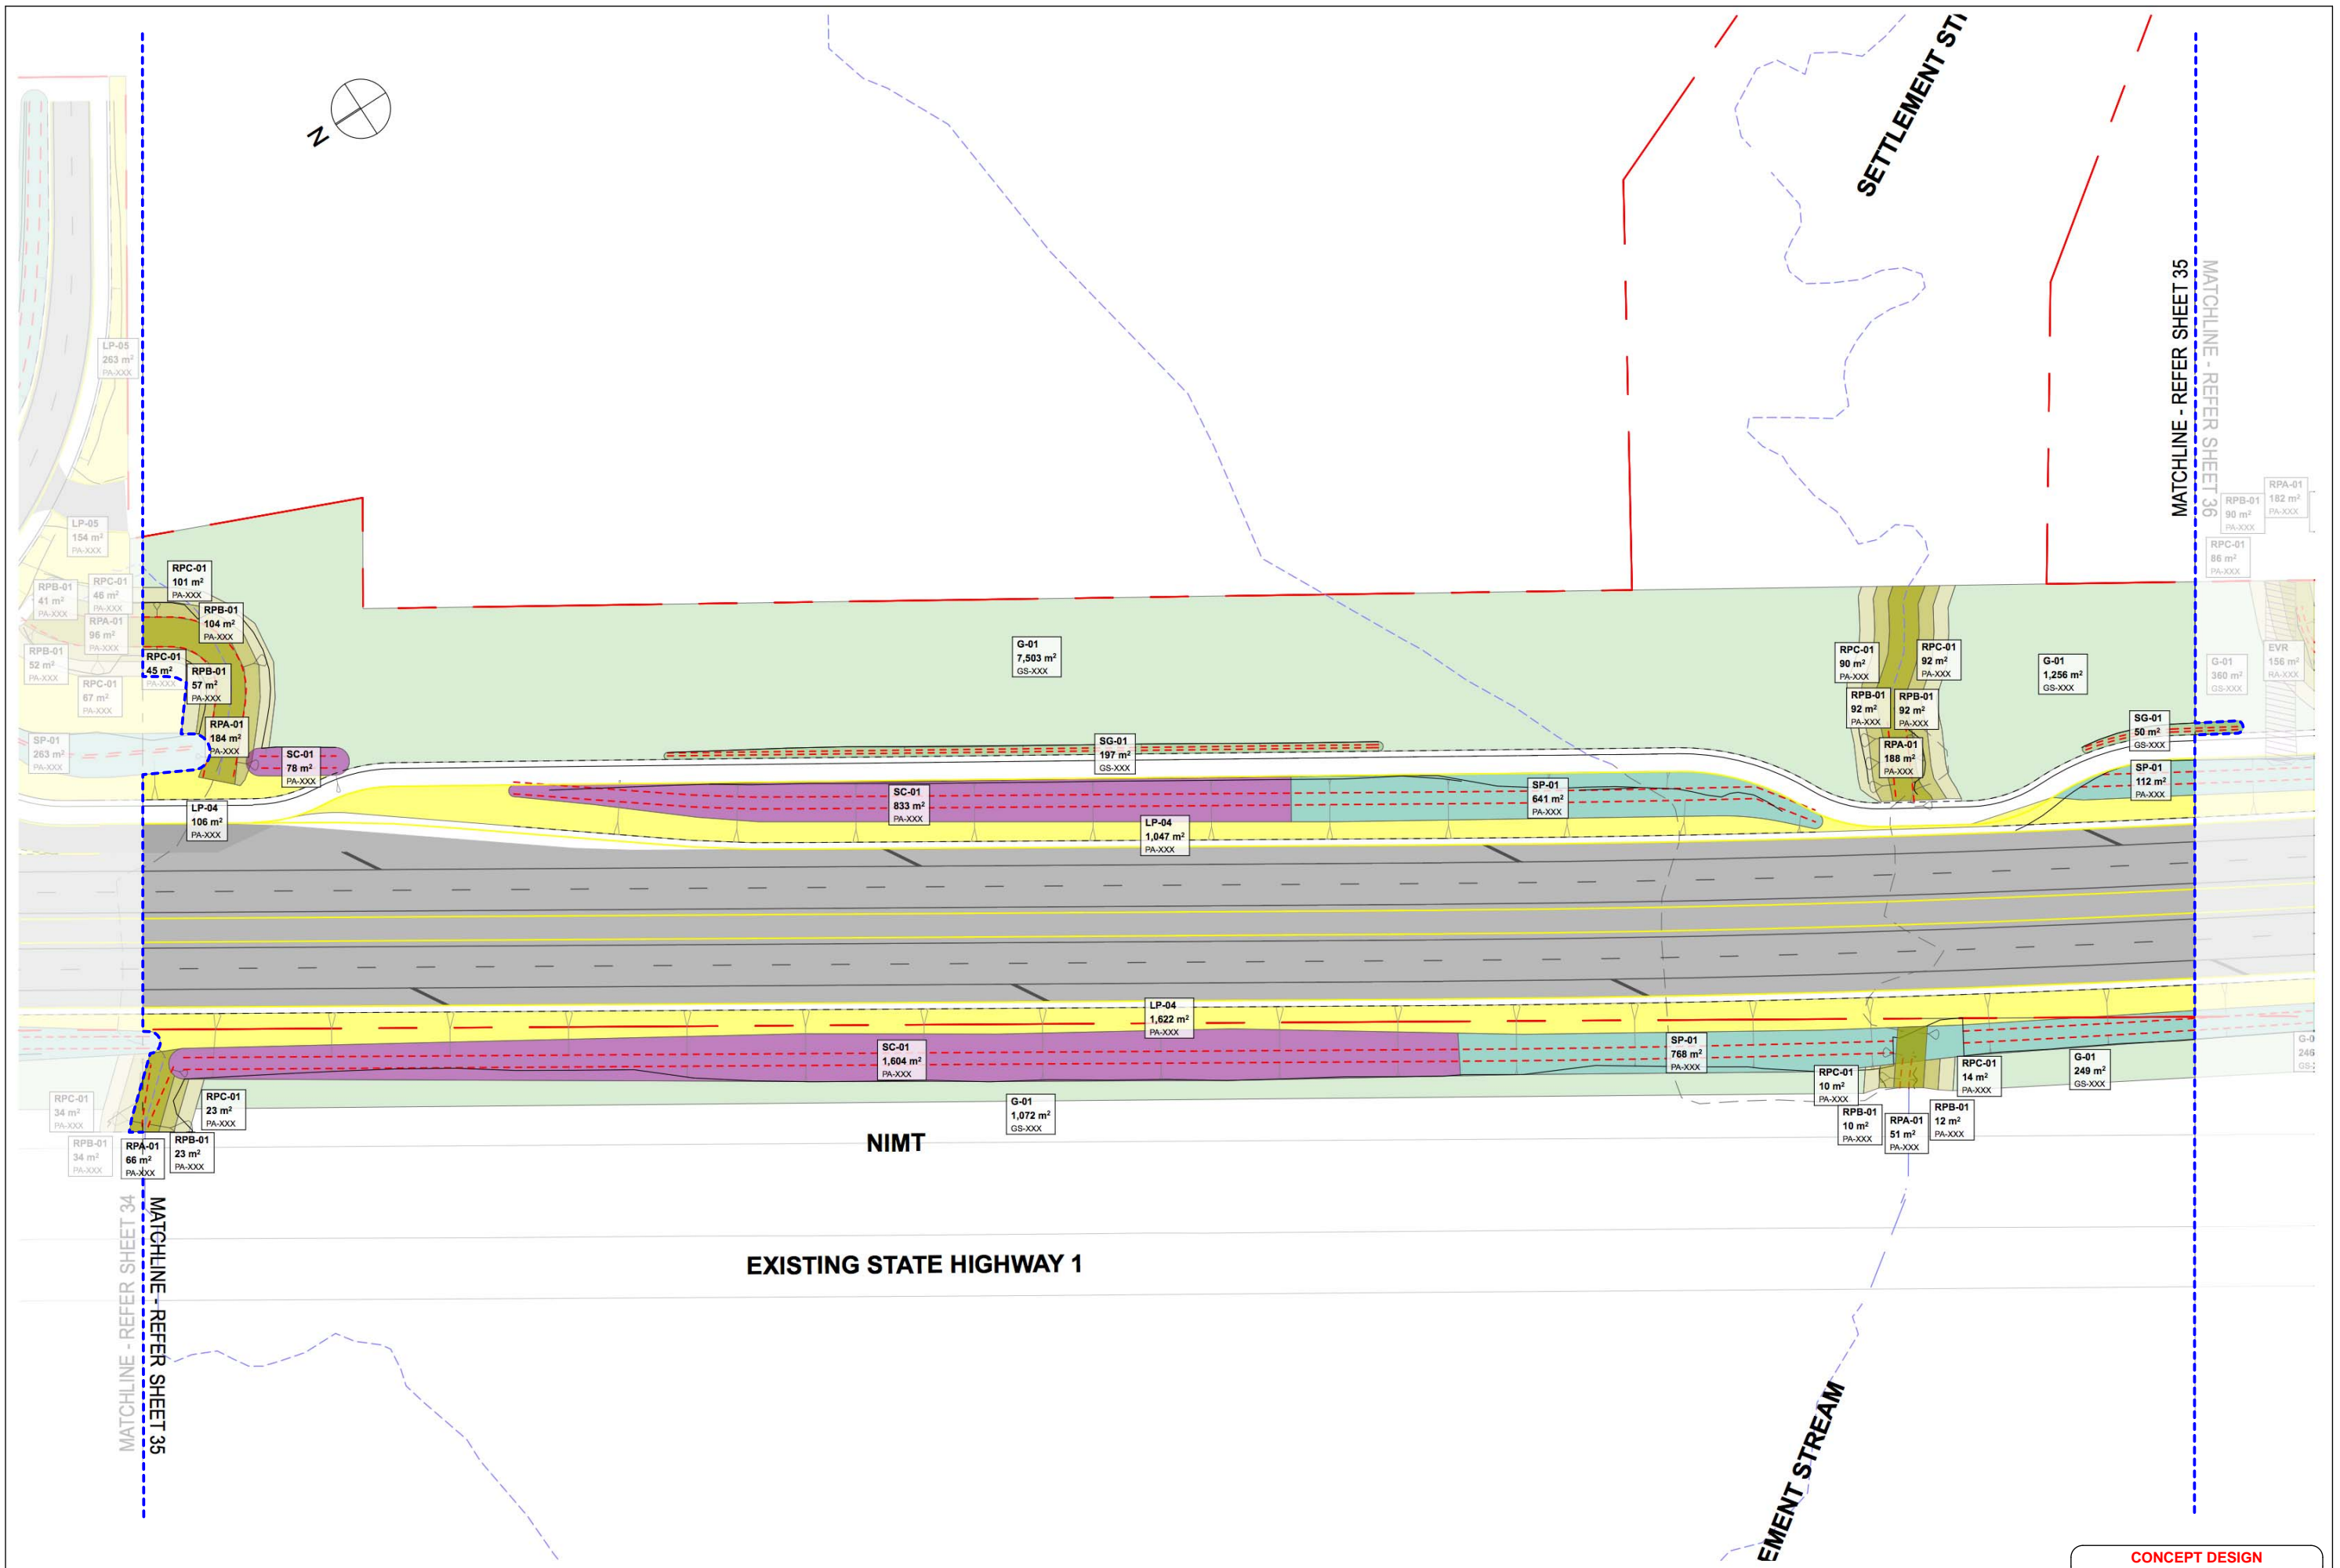 SETTLEMENT
N
MATCHLINE - REFER SHEET 35
MATCHLINE - REFER SHEET 36
LP-05
263 m²
PA-XXX
LP-05
154 m²
PA-XXX
RPB-01
41 m²
PA-XXX
RPC-01
46 m²
PA-XXX
RPA-01
96 m²
PA-XXX
RPB-01
52 m²
PA-XXX
RPC-01
67 m²
PA-XXX
SP-01
263 m²
PA-XXX
RPC-01
101 m²
PA-XXX
RPB-01
104 m²
PA-XXX
RPC-01
45 m²
PA-XXX
RPB-01
57 m²
PA-XXX
RPA-01
184 m²
PA-XXX
SC-01
78 m²
PA-XXX
LP-04
106 m²
PA-XXX
G-01
7,503 m²
GS-XXX
SG-01
197 m²
GS-XXX
SC-01
833 m²
PA-XXX
LP-04
1,047 m²
PA-XXX
SP-01
641 m²
PA-XXX
RPC-01
90 m²
PA-XXX
RPC-01
92 m²
PA-XXX
RPB-01
92 m²
PA-XXX
RPB-01
92 m²
PA-XXX
RPA-01
188 m²
PA-XXX
G-01
1,256 m²
GS-XXX
SG-01
50 m²
GS-XXX
SP-01
112 m²
PA-XXX
RPB-01
90 m²
PA-XXX
RPA-01
182 m²
PA-XXX
RPC-01
86 m²
PA-XXX
G-01
360 m²
GS-XXX
EVR
156 m²
RA-XXX
LP-04
1,622 m²
PA-XXX
SC-01
1,604 m²
PA-XXX
SP-01
768 m²
PA-XXX
G-01
1,072 m²
GS-XXX
RPC-01
34 m²
PA-XXX
RPB-01
34 m²
PA-XXX
RPA-01
66 m²
PA-XXX
RPC-01
23 m²
PA-XXX
RPB-01
23 m²
PA-XXX
RPC-01
10 m²
PA-XXX
RPB-01
10 m²
PA-XXX
RPA-01
51 m²
PA-XXX
RPB-01
12 m²
PA-XXX
RPC-01
14 m²
PA-XXX
G-01
249 m²
GS-XXX
246
NIMT
MATCHLINE - REFER SHEET 34
MATCHLINE - REFER SHEET 35
EXISTING STATE HIGHWAY 1
EMENT STREAM
CONCEPT DESIGN